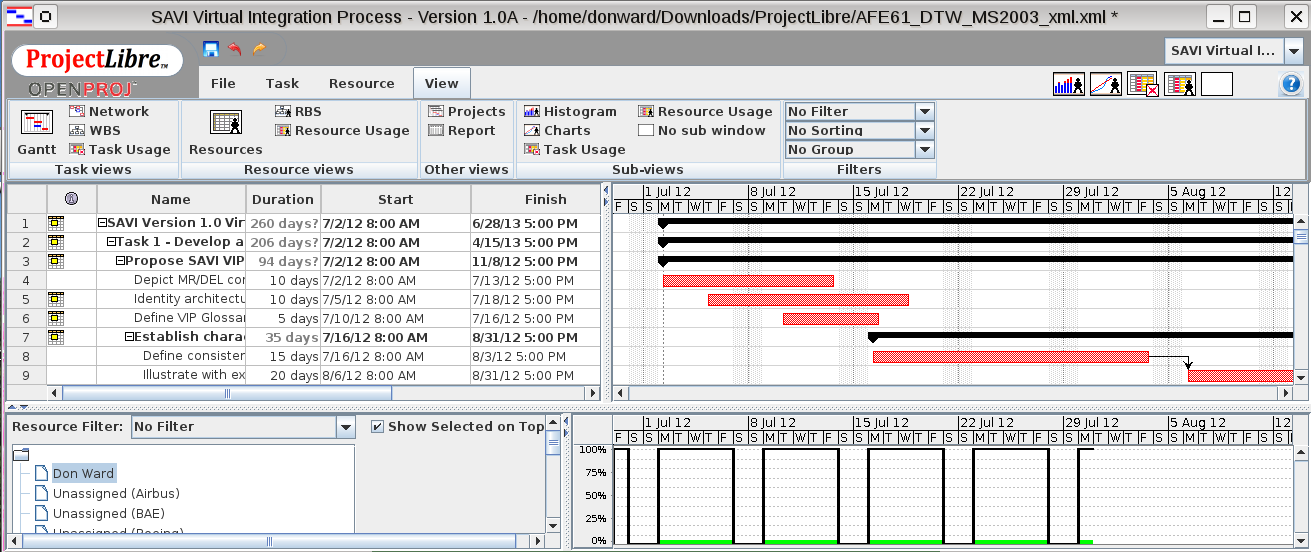 SAVI Virtual Integration Process - Version 1.0A - /home/donward/Downloads/ProjectLibre/AFE61_DTW_MS2003_xml.xml *
ProjectLibre™
OPENPROJ
SAVI Virtual I...
File Task Resource View
Gantt
Network
WBS
Task Usage
Task views
Resources
RBS
Resource Usage
Resource views
Projects
Report
Other views
Histogram
Charts
Task Usage
Resource Usage
No sub window
Sub-views
No Filter
No Sorting
No Group
Filters
Name Duration Start Finish
1 SAVI Version 1.0 Vir 260 days? 7/2/12 8:00 AM 6/28/13 5:00 PM
2 Task 1 - Develop a 206 days? 7/2/12 8:00 AM 4/15/13 5:00 PM
3 Propose SAVI VIP 94 days? 7/2/12 8:00 AM 11/8/12 5:00 PM
4 Depict MR/DEL cor 10 days 7/2/12 8:00 AM 7/13/12 5:00 PM
5 Identity architectu 10 days 7/5/12 8:00 AM 7/18/12 5:00 PM
6 Define VIP Glossar 5 days 7/10/12 8:00 AM 7/16/12 5:00 PM
7 Establish charac 35 days 7/16/12 8:00 AM 8/31/12 5:00 PM
8 Define consisten 15 days 7/16/12 8:00 AM 8/3/12 5:00 PM
9 Illustrate with ex 20 days 8/6/12 8:00 AM 8/31/12 5:00 PM
1 Jul 12 8 Jul 12 15 Jul 12 22 Jul 12 29 Jul 12 5 Aug 12 12
F S S M T W T F S S M T W T F S S M T W T F S S M T W T F S S M T W T F S S M T W T F S S
Resource Filter: No Filter
Show Selected on Top
Don Ward
Unassigned (Airbus)
Unassigned (BAE)
Unassigned (Boeing)
1 Jul 12 8 Jul 12 15 Jul 12 22 Jul 12 29 Jul 12 5 Aug 12 12
F S S M T W T F S S M T W T F S S M T W T F S S M T W T F S S M T W T F S S M T W T F S S
100%
75%
50%
25%
0%